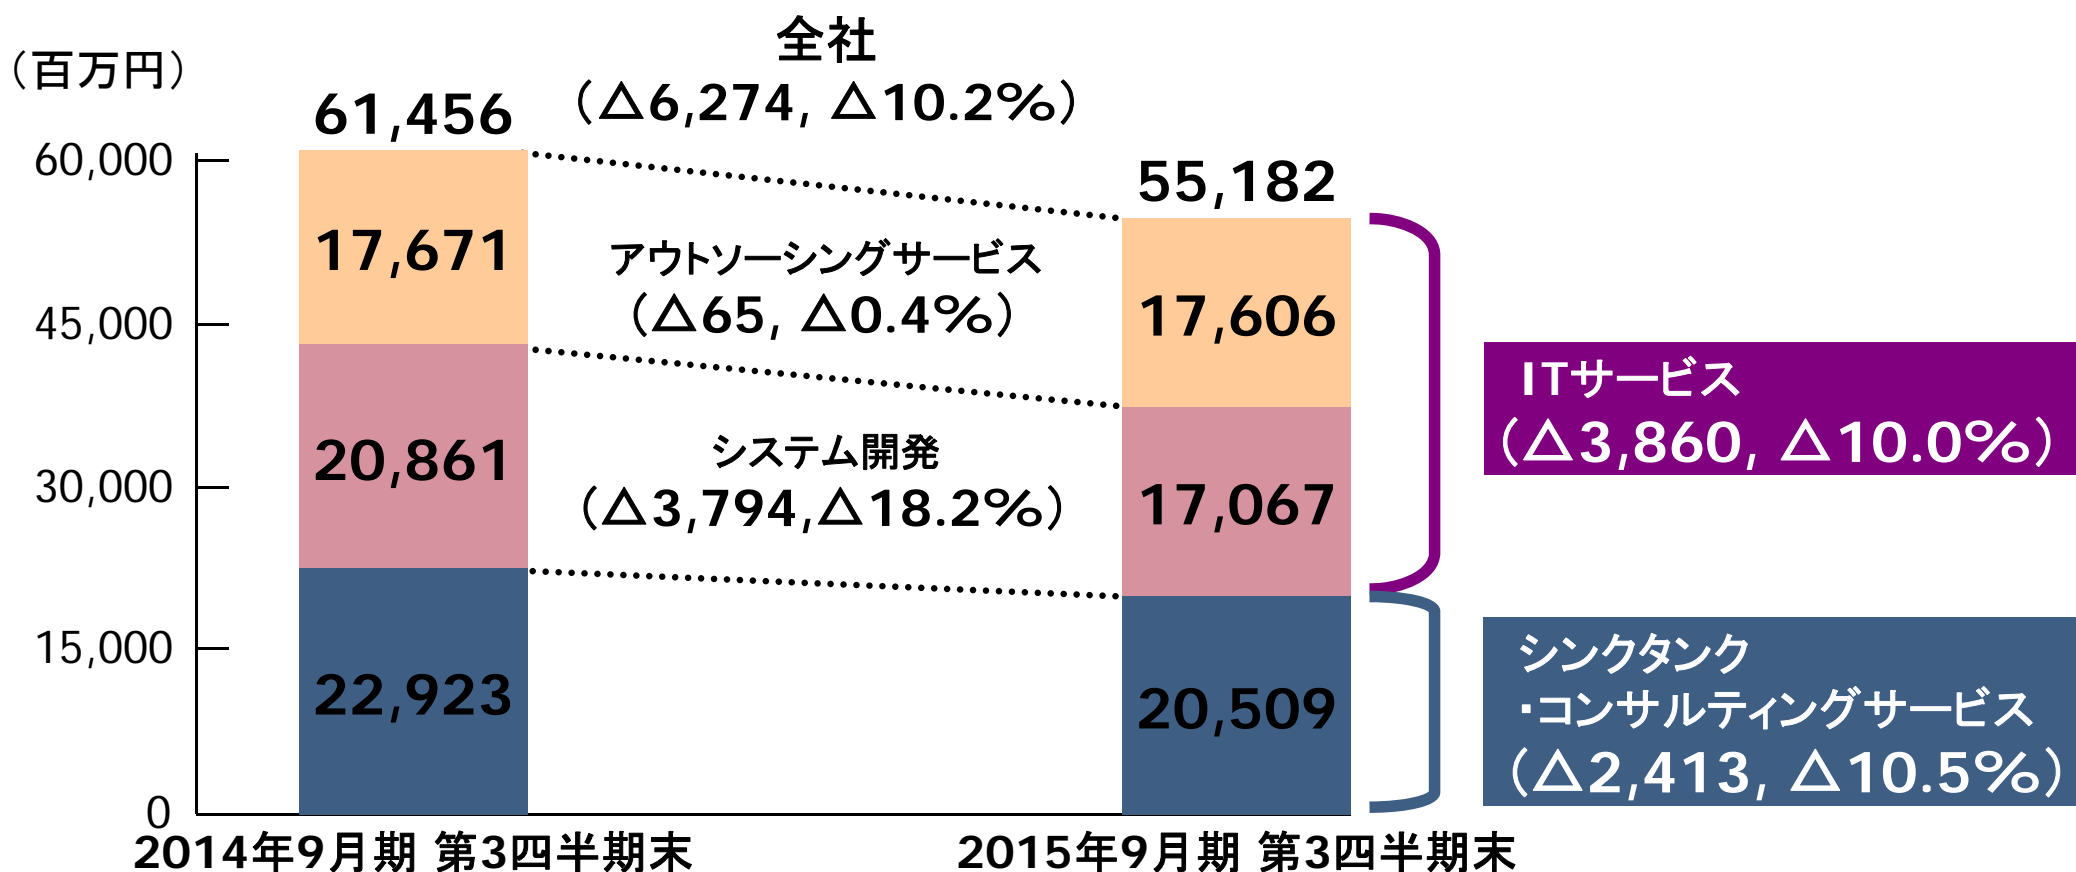 全社
(△6,274, △10.2%)
(百万円)
61,456
60,000
55,182
17,671
アウトソーシングサービス
(△65, △0.4%)
17,606
45,000
ITサービス
(△3,860, △10.0%)
20,861
システム開発
(△3,794,△18.2%)
17,067
30,000
15,000
22,923
20,509
シンクタンク
・コンサルティングサービス
(△2,413, △10.5%)
0
2014年9月期 第3四半期末
2015年9月期 第3四半期末